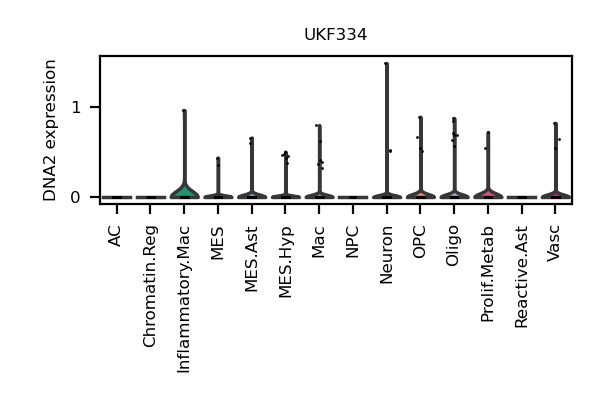 UKF334
DNA2 expression
1
0
AC
Chromatin.Reg
Inflammatory.Mac
MES
MES.Ast
MES.Hyp
Mac
NPC
Neuron
OPC
Oligo
Prolif.Metab
Reactive.Ast
Vasc